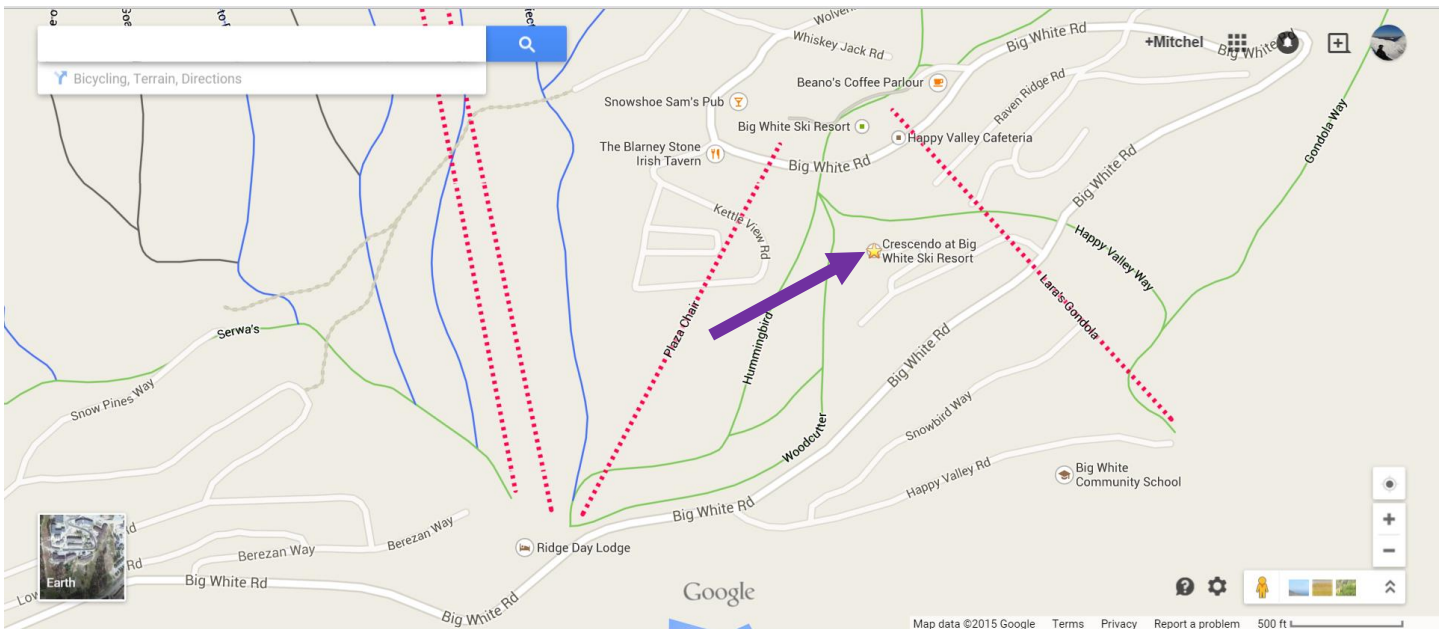 Bicycling, Terrain, Directions
+Mitchel
Whiskey Jack Rd
Big White Rd
Beano's Coffee Parlour
Raven Ridge Rd
Snowshoe Sam's Pub
Big White Ski Resort
Happy Valley Cafeteria
The Blarney Stone
Irish Tavern
Big White Rd
Big White Rd
Gondola Way
Kettle View Rd
Crescendo at Big
White Ski Resort
Happy Valley Way
Lara's Gondola
Plaza Chair
Hummingbird
Serwa's
Big White Rd
Snow Pines Way
Woodcutter
Snowbird Way
Happy Valley Rd
Big White
Community School
Big White Rd
Berezan Way
Berezan Way
Ridge Day Lodge
Rd
Big White Rd
Earth
Google
Big White Rd
Map data ©2015 Google
Terms
Privacy
Report a problem
500 ft